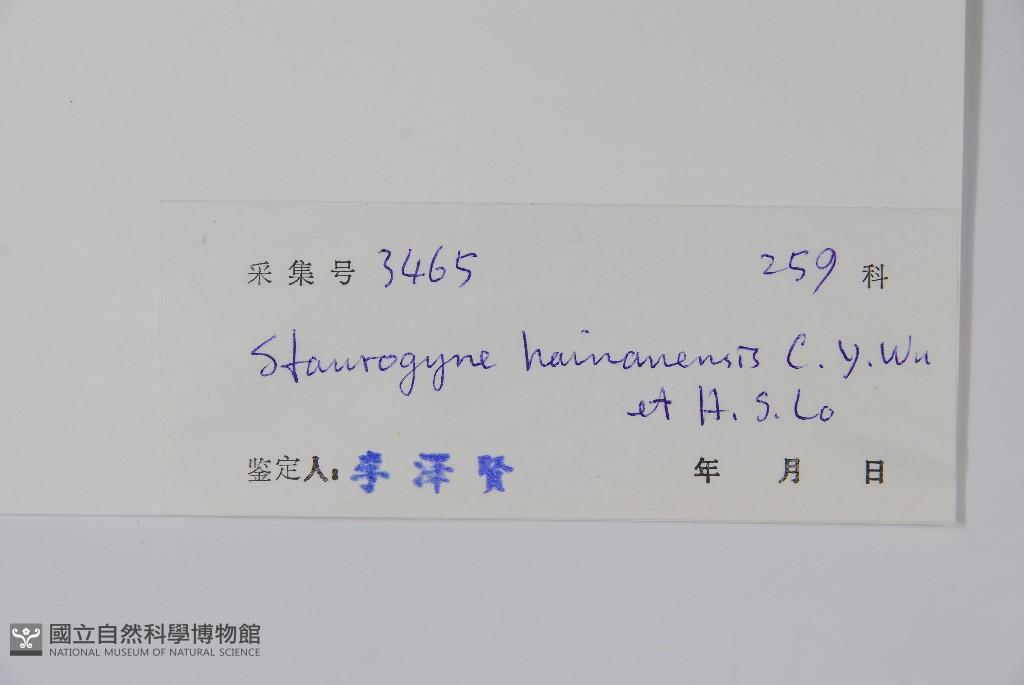 采集号 3465 259 科
Staurogyne hainanensis C. Y. Wu
et H. S. Lo
鉴定人: 李泽賢 年 月 日
國立自然科學博物館
NATIONAL MUSEUM OF NATURAL SCIENCE